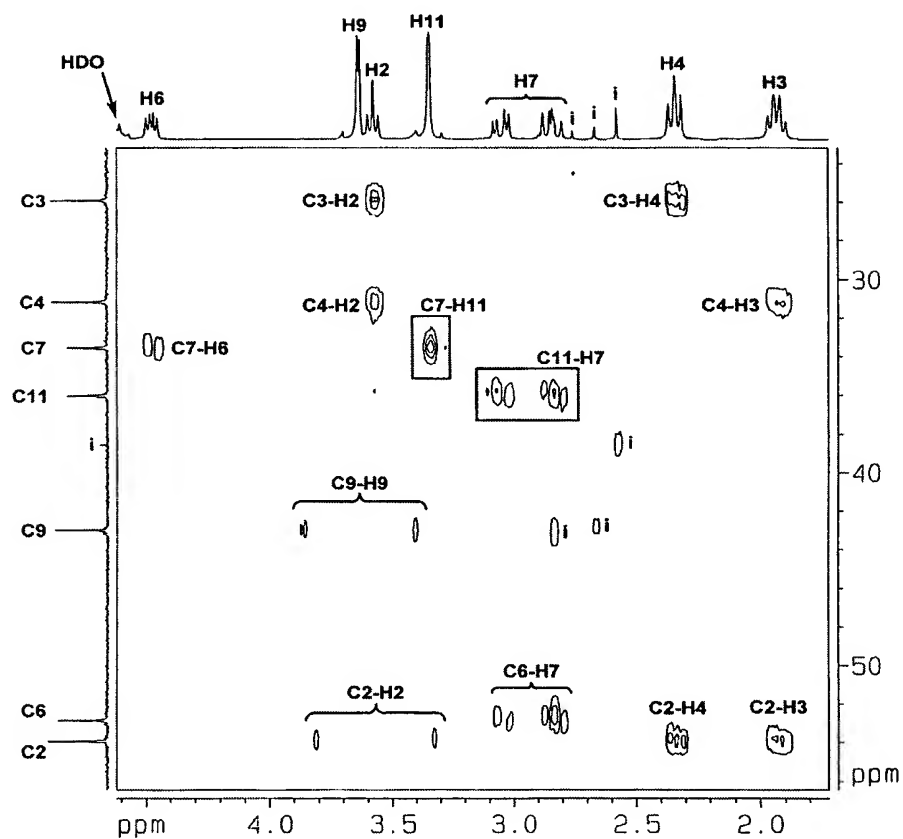 H9
H11
HDO
H2
H4
H6
H7
H3
i
i
i
C3
C3-H2
C3-H4
30
C4
C4-H2
C7-H11
C4-H3
C7
C7-H6
C11-H7
C11
i
i
40
C9-H9
C9
i
i
50
C6-H7
C6
C2-H2
C2-H4
C2-H3
C2
ppm
ppm
4.0
3.5
3.0
2.5
2.0